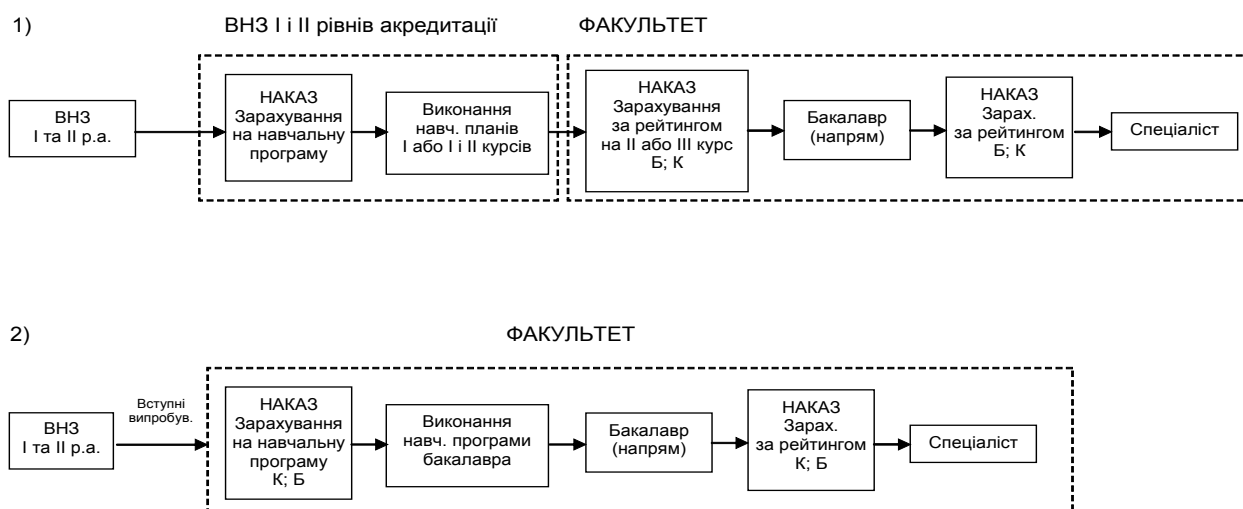 1)
ВНЗ І і ІІ рівнів акредитації
ФАКУЛЬТЕТ
ВНЗ
І та ІІ р.а.
НАКАЗ
Зарахування
на навчальну
програму
Виконання
навч. планів
І або І і ІІ курсів
НАКАЗ
Зарахування
за рейтингом
на ІІ або ІІІ курс
Б; К
Бакалавр
(напрям)
НАКАЗ
Зарах.
за рейтингом
Б; К
Спеціаліст
2)
ФАКУЛЬТЕТ
ВНЗ
І та ІІ р.а.
Вступні
випробув.
НАКАЗ
Зарахування
на навчальну
програму
К; Б
Виконання
навч. програми
бакалавра
Бакалавр
(напрям)
НАКАЗ
Зарах.
за рейтингом
К; Б
Спеціаліст